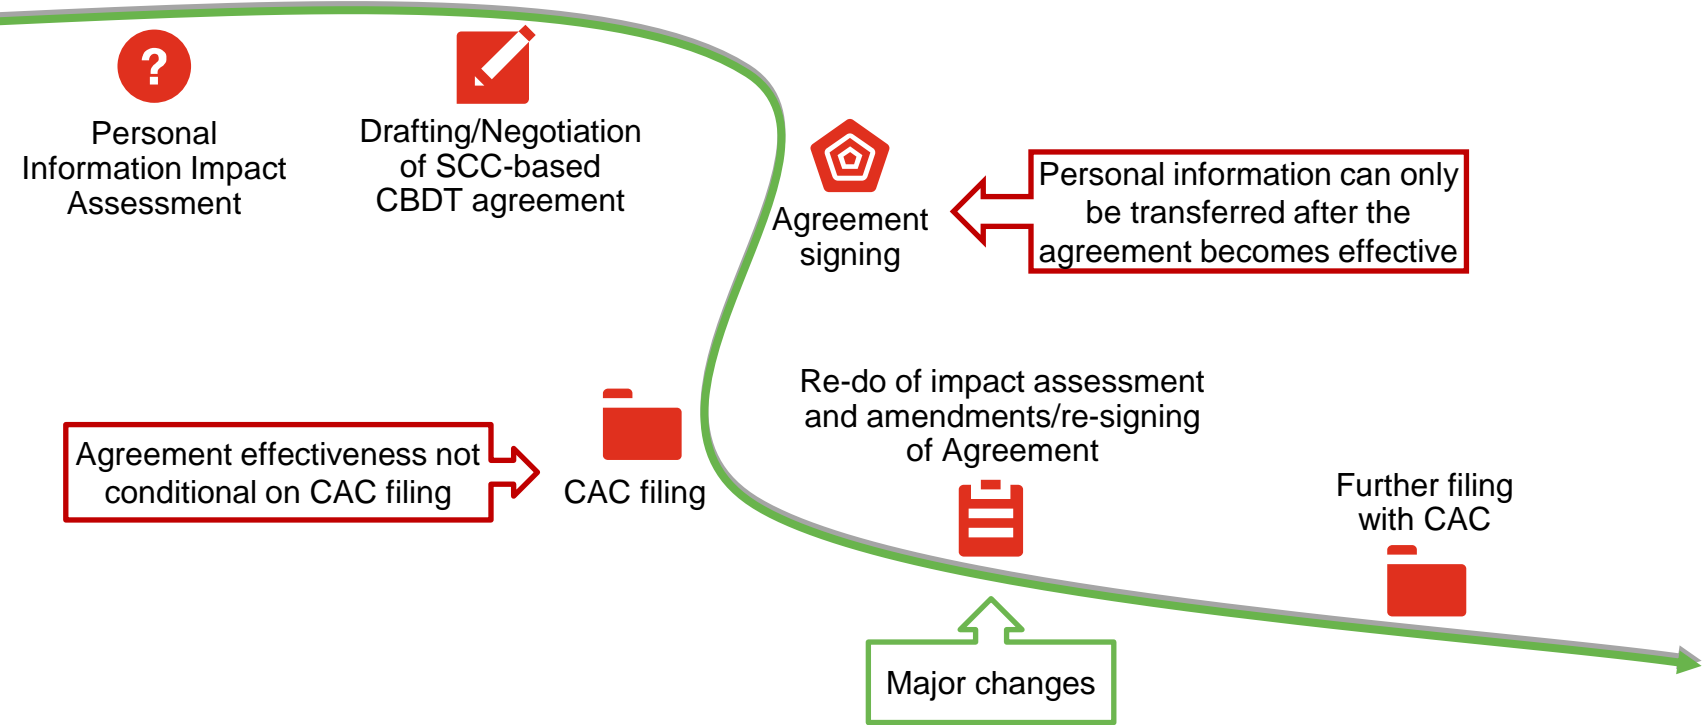 ?
Personal
Information Impact
Assessment
Drafting/Negotiation
of SCC-based
CBDT agreement
Agreement
signing
Personal information can only
be transferred after the
agreement becomes effective
Agreement effectiveness not
conditional on CAC filing
CAC filing
Re-do of impact assessment
and amendments/re-signing
of Agreement
Major changes
Further filing
with CAC